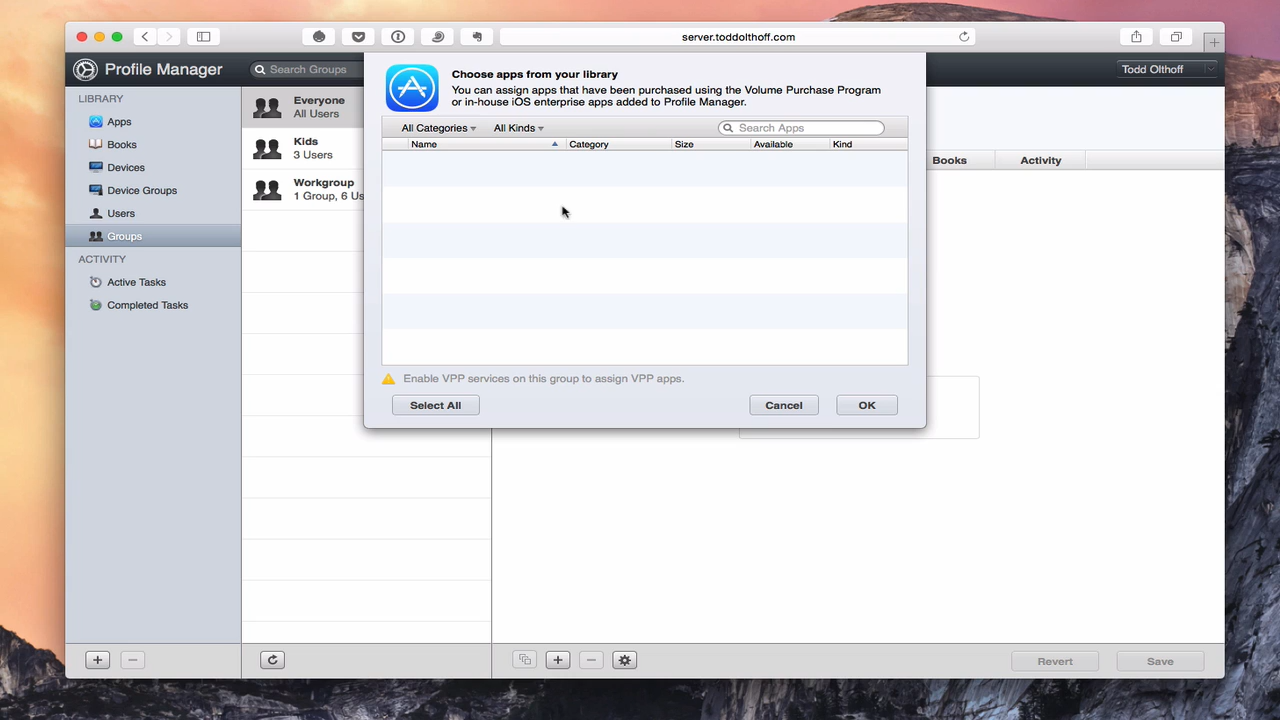 server.toddolthoff.com
Profile Manager
Search Groups
Todd Olthoff
LIBRARY
Apps
Books
Devices
Device Groups
Users
Groups
ACTIVITY
Active Tasks
Completed Tasks
Everyone
All Users
Kids
3 Users
Workgroup
1 Group, 6 Us
Choose apps from your library
You can assign apps that have been purchased using the Volume Purchase Program
or in-house iOS enterprise apps added to Profile Manager.
All Categories All Kinds Search Apps
Name Category Size Available Kind
Enable VPP services on this group to assign VPP apps.
Select All Cancel OK
Books Activity
Revert Save